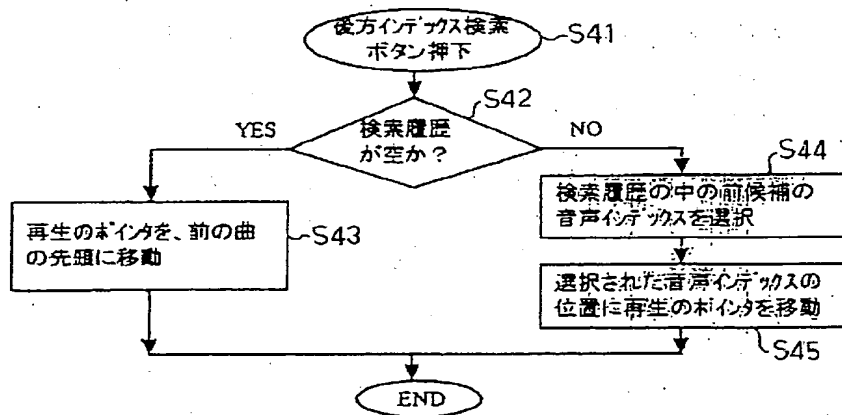 後方インデックス検索
ボタン押下
S41
S42
検索履歴
が空か？
YES
NO
S44
検索履歴の中の前候補の
音声インデックスを選択
再生のポインタを、前の曲
の先頭に移動
S43
選択された音声インデックスの
位置に再生のポインタを移動
S45
END